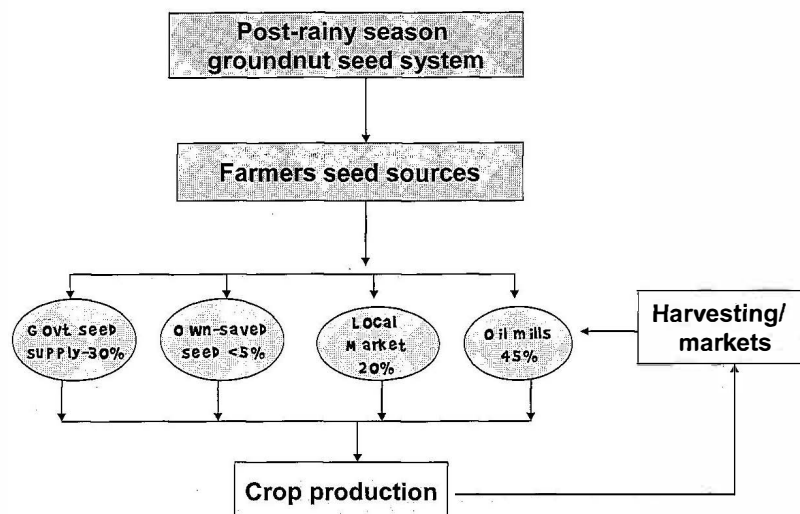 Post-rainy season
groundnut seed system
Farmers seed sources
Govt seed
supply-30%
Own-saved
seed <5%
Local
Market
20%
Oil mills
45%
Harvesting/
markets
Crop production